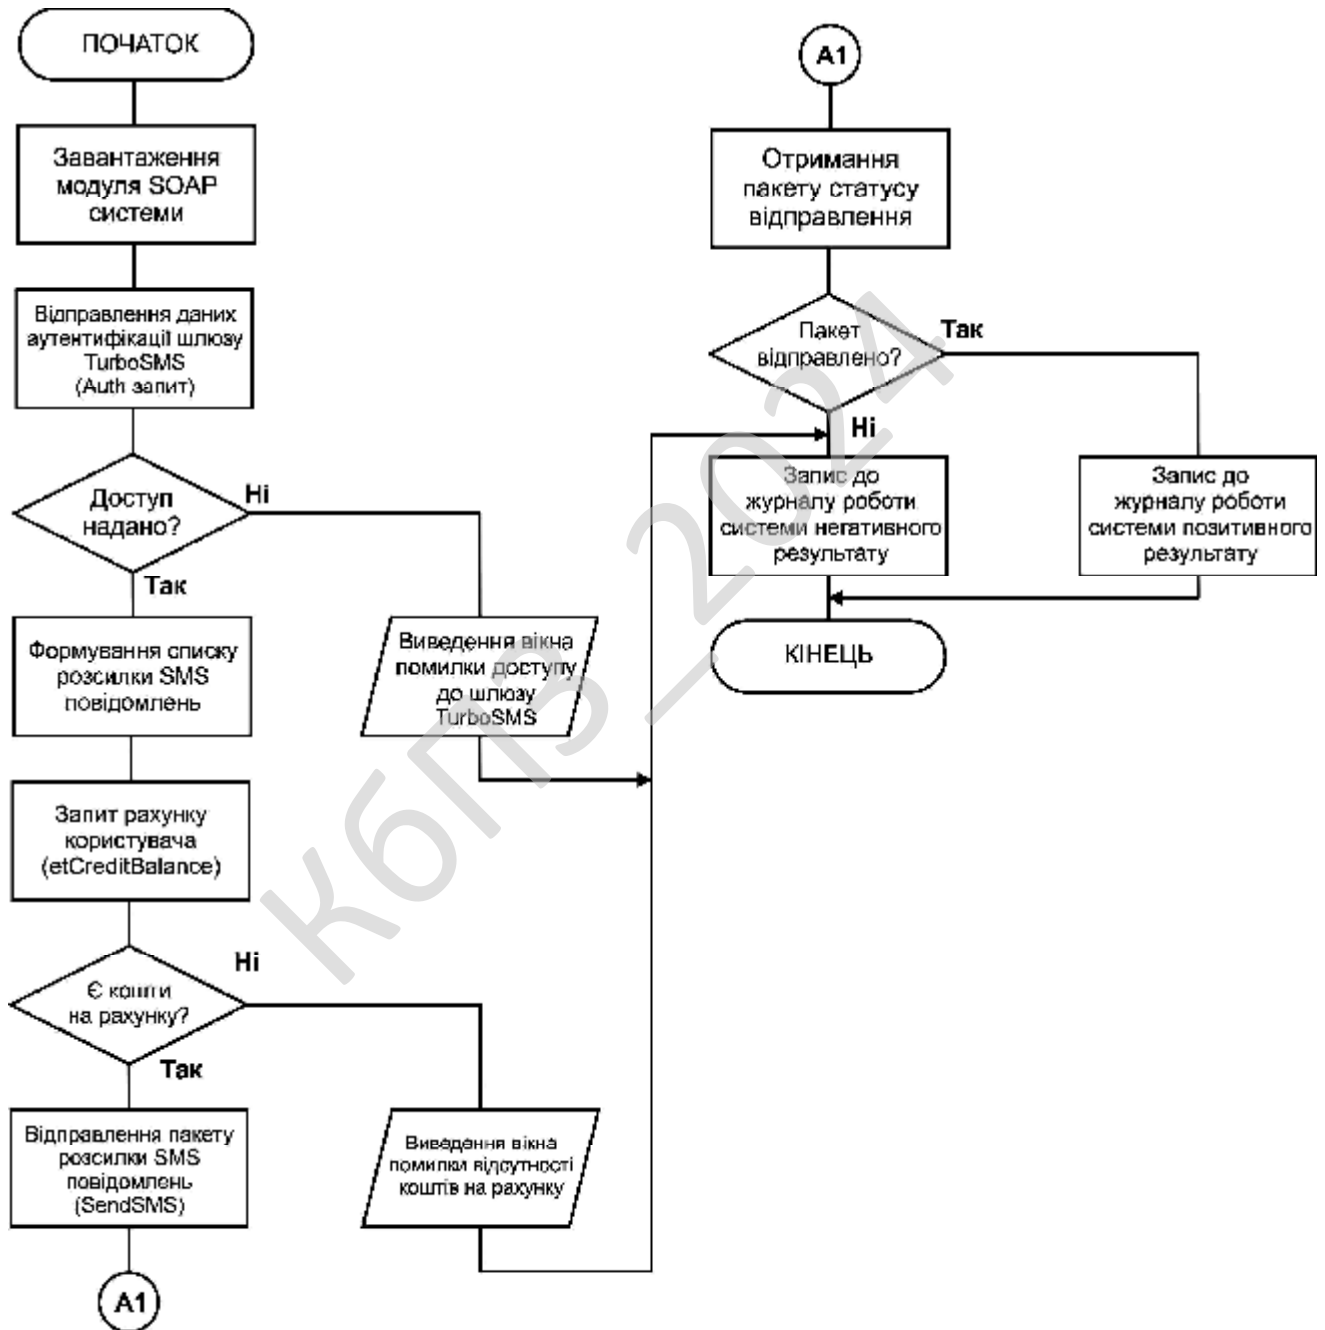 ПОЧАТОК
Завантаження
модуля SOAP
системи
Відправлення даних
аутентифікації шлюзу
TurboSMS
(Auth запит)
Доступ
надано?
Ні
Так
Формування списку
розсилки SMS
повідомлень
Виведення вікна
помилки доступу
до шлюзу
TurboSMS
Запит рахунку
користувача
(etCreditBalance)
Є кошти
на рахунку?
Ні
Так
Відправлення пакету
розсилки SMS
повідомлень
(SendSMS)
Виведення вікна
помилки відсутності
коштів на рахунку
A1
A1
Отримання
пакету статусу
відправлення
Пакет
відправлено?
Так
Ні
Запис до
журналу роботи
системи негативного
результату
Запис до
журналу роботи
системи позитивного
результату
КІНЕЦЬ
КбПЗ_2024